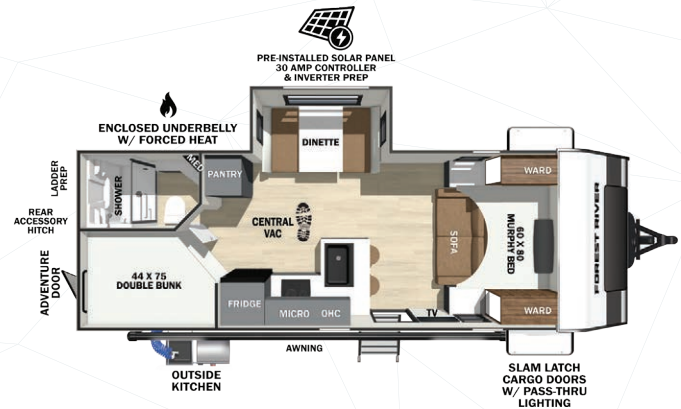 PRE-INSTALLED SOLAR PANEL
30 AMP CONTROLLER
& INVERTER PREP
ENCLOSED UNDERBELLY
W/ FORCED HEAT
DINETTE
LADDER
PREP
SHOWER
MED
PANTRY
WARD
REAR
ACCESSORY
HITCH
CENTRAL
VAC
SOFA
60 X 80
MURPHY BED
FOREST RIVER
ADVENTURE
DOOR
44 X 75
DOUBLE BUNK
FRIDGE
MICRO
OHC
TV
WARD
AWNING
OUTSIDE
KITCHEN
SLAM LATCH
CARGO DOORS
W/ PASS-THRU
LIGHTING